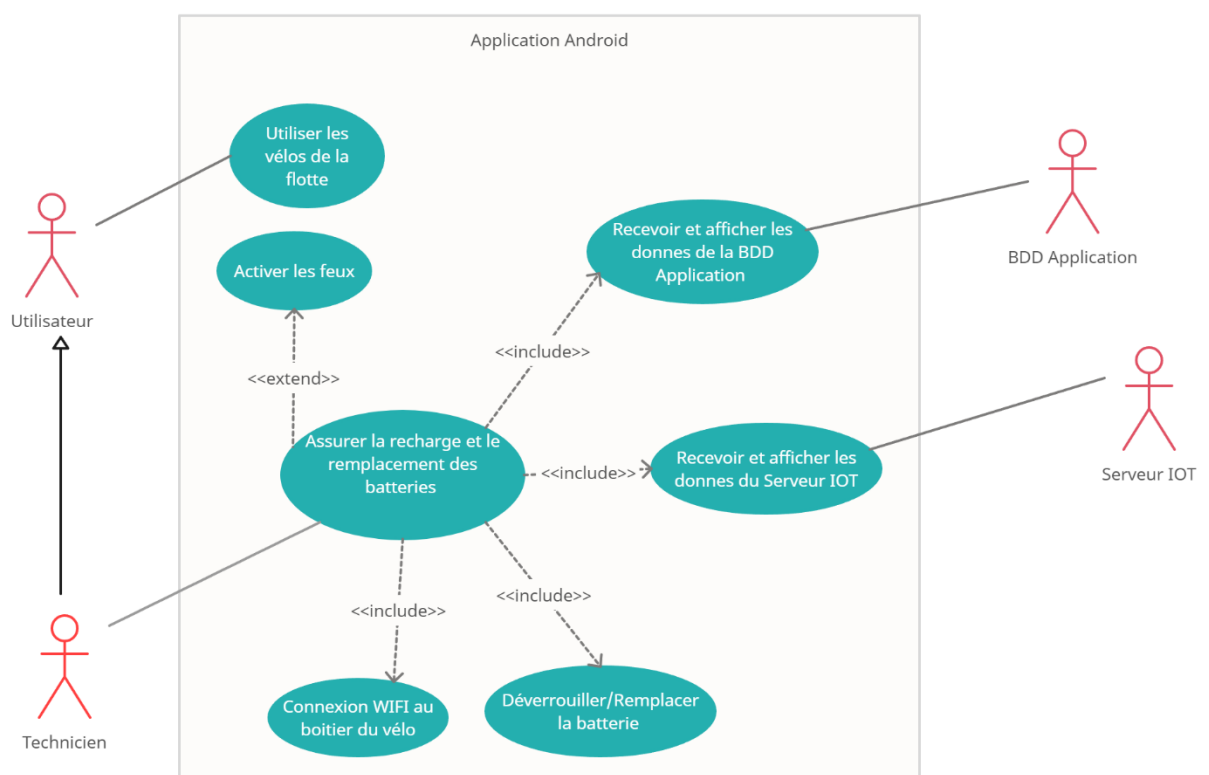 Application Android
Utiliser les
vélos de la
flotte
Activer les feux
Recevoir et afficher les
donnes de la BDD
Application
BDD Application
Utilisateur
<<include>>
<<extend>>
Assurer la recharge et le
remplacement des
batteries
<<include>>
Recevoir et afficher les
donnes du Serveur IOT
Serveur IOT
<<include>>
<<include>>
Connexion WIFI au
boitier du vélo
Déverrouiller/Remplacer
la batterie
Technicien